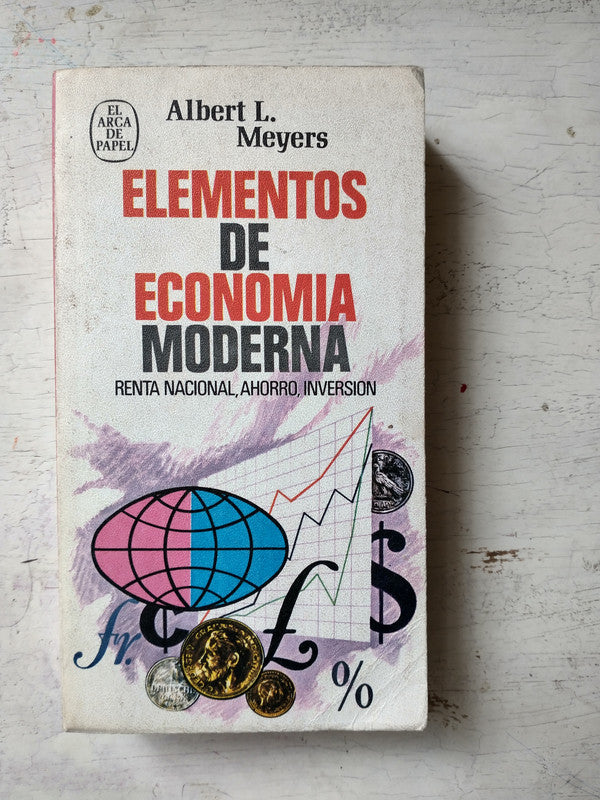 EL
ARCA
DE
PAPEL
Albert L.
Meyers
ELEMENTOS
DE
ECONOMIA
MODERNA
RENTA NACIONAL, AHORRO, INVERSION
fr.
¢
£
$
%